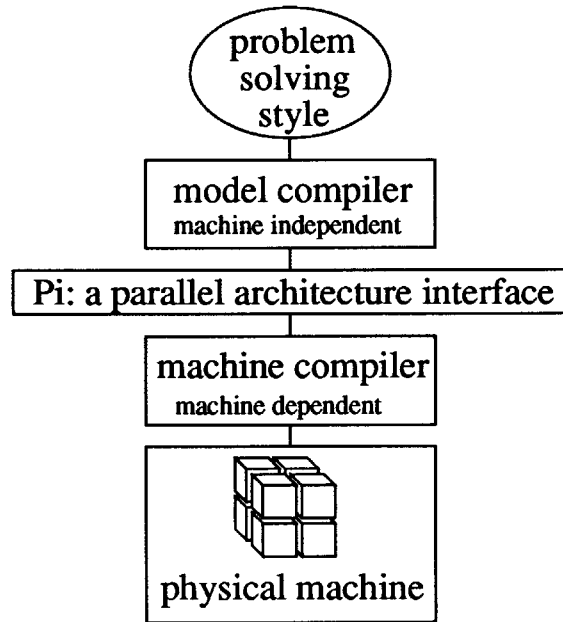 problem
solving
style
model compiler
machine independent
Pi: a parallel architecture interface
machine compiler
machine dependent
physical machine